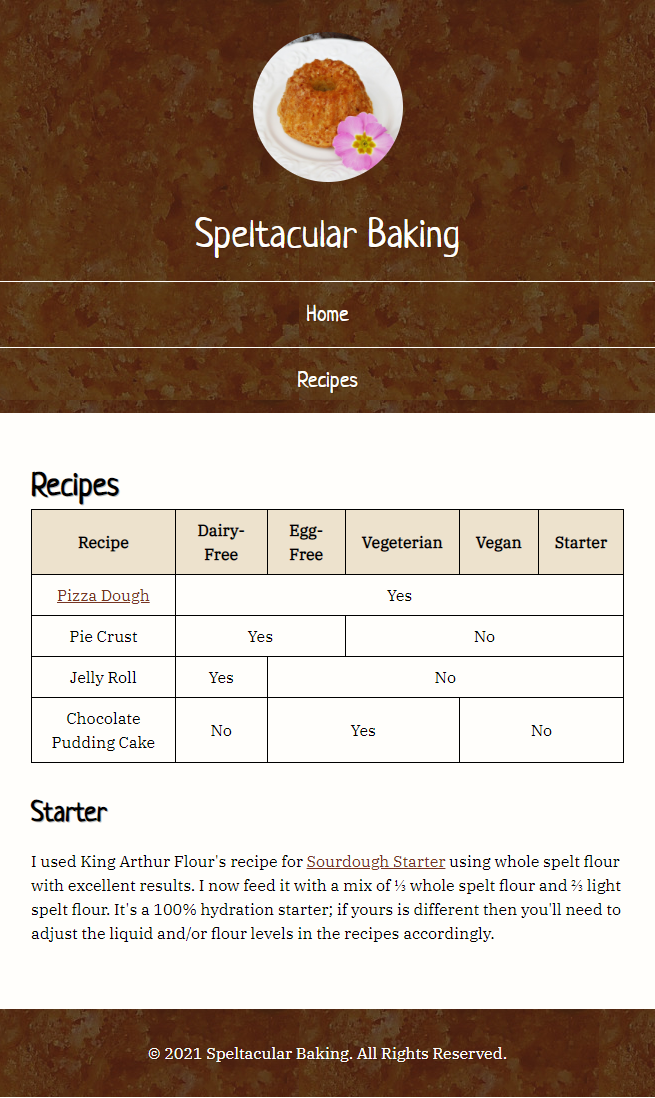 Speltacular Baking
Home
Recipes
Recipes
Recipe Dairy-Free Egg-Free Vegeterian Vegan Starter
Pizza Dough Yes
Pie Crust Yes No
Jelly Roll Yes No
Chocolate Pudding Cake No Yes No
Starter
I used King Arthur Flour's recipe for Sourdough Starter using whole spelt flour
with excellent results. I now feed it with a mix of ⅓ whole spelt flour and ⅔ light
spelt flour. It's a 100% hydration starter; if yours is different then you'll need to
adjust the liquid and/or flour levels in the recipes accordingly.
© 2021 Speltacular Baking. All Rights Reserved.